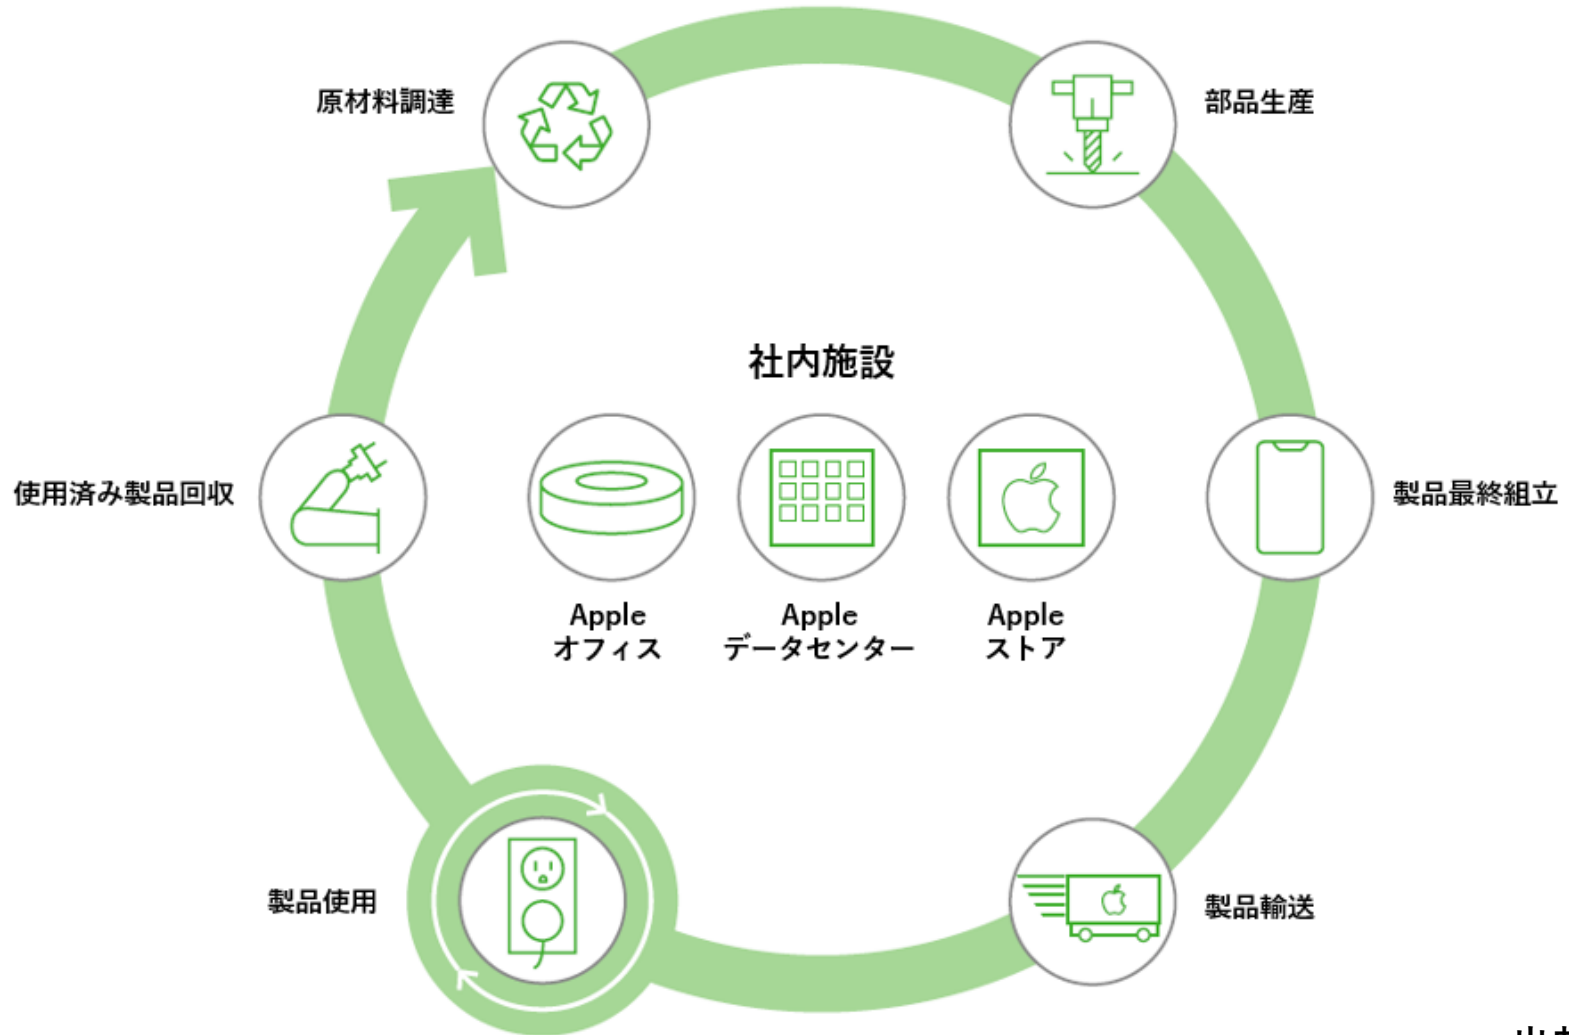 原材料調達
部品生産
社内施設
使用済み製品回収
製品最終組立
Apple
オフィス
Apple
データセンター
Apple
ストア
製品使用
製品輸送